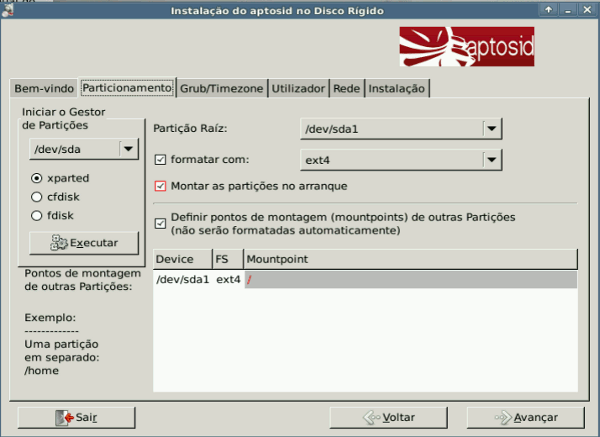 Instalação do aptosid no Disco Rígido
aptosid
Bem-vindo Particionamento Grub/Timezone Utilizador Rede Instalação
Iniciar o Gestor
de Partições
/dev/sda
xparted
cfdisk
fdisk
Executar
Pontos de montagem
de outras Partições:
Exemplo:
-------------
Uma partição
em separado:
/home
Partição Raíz: /dev/sda1
formatar com: ext4
Montar as partições no arranque
Definir pontos de montagem (mountpoints) de outras Partições
(não serão formatadas automaticamente)
Device FS Mountpoint
/dev/sda1 ext4 /
Sair Voltar Avançar